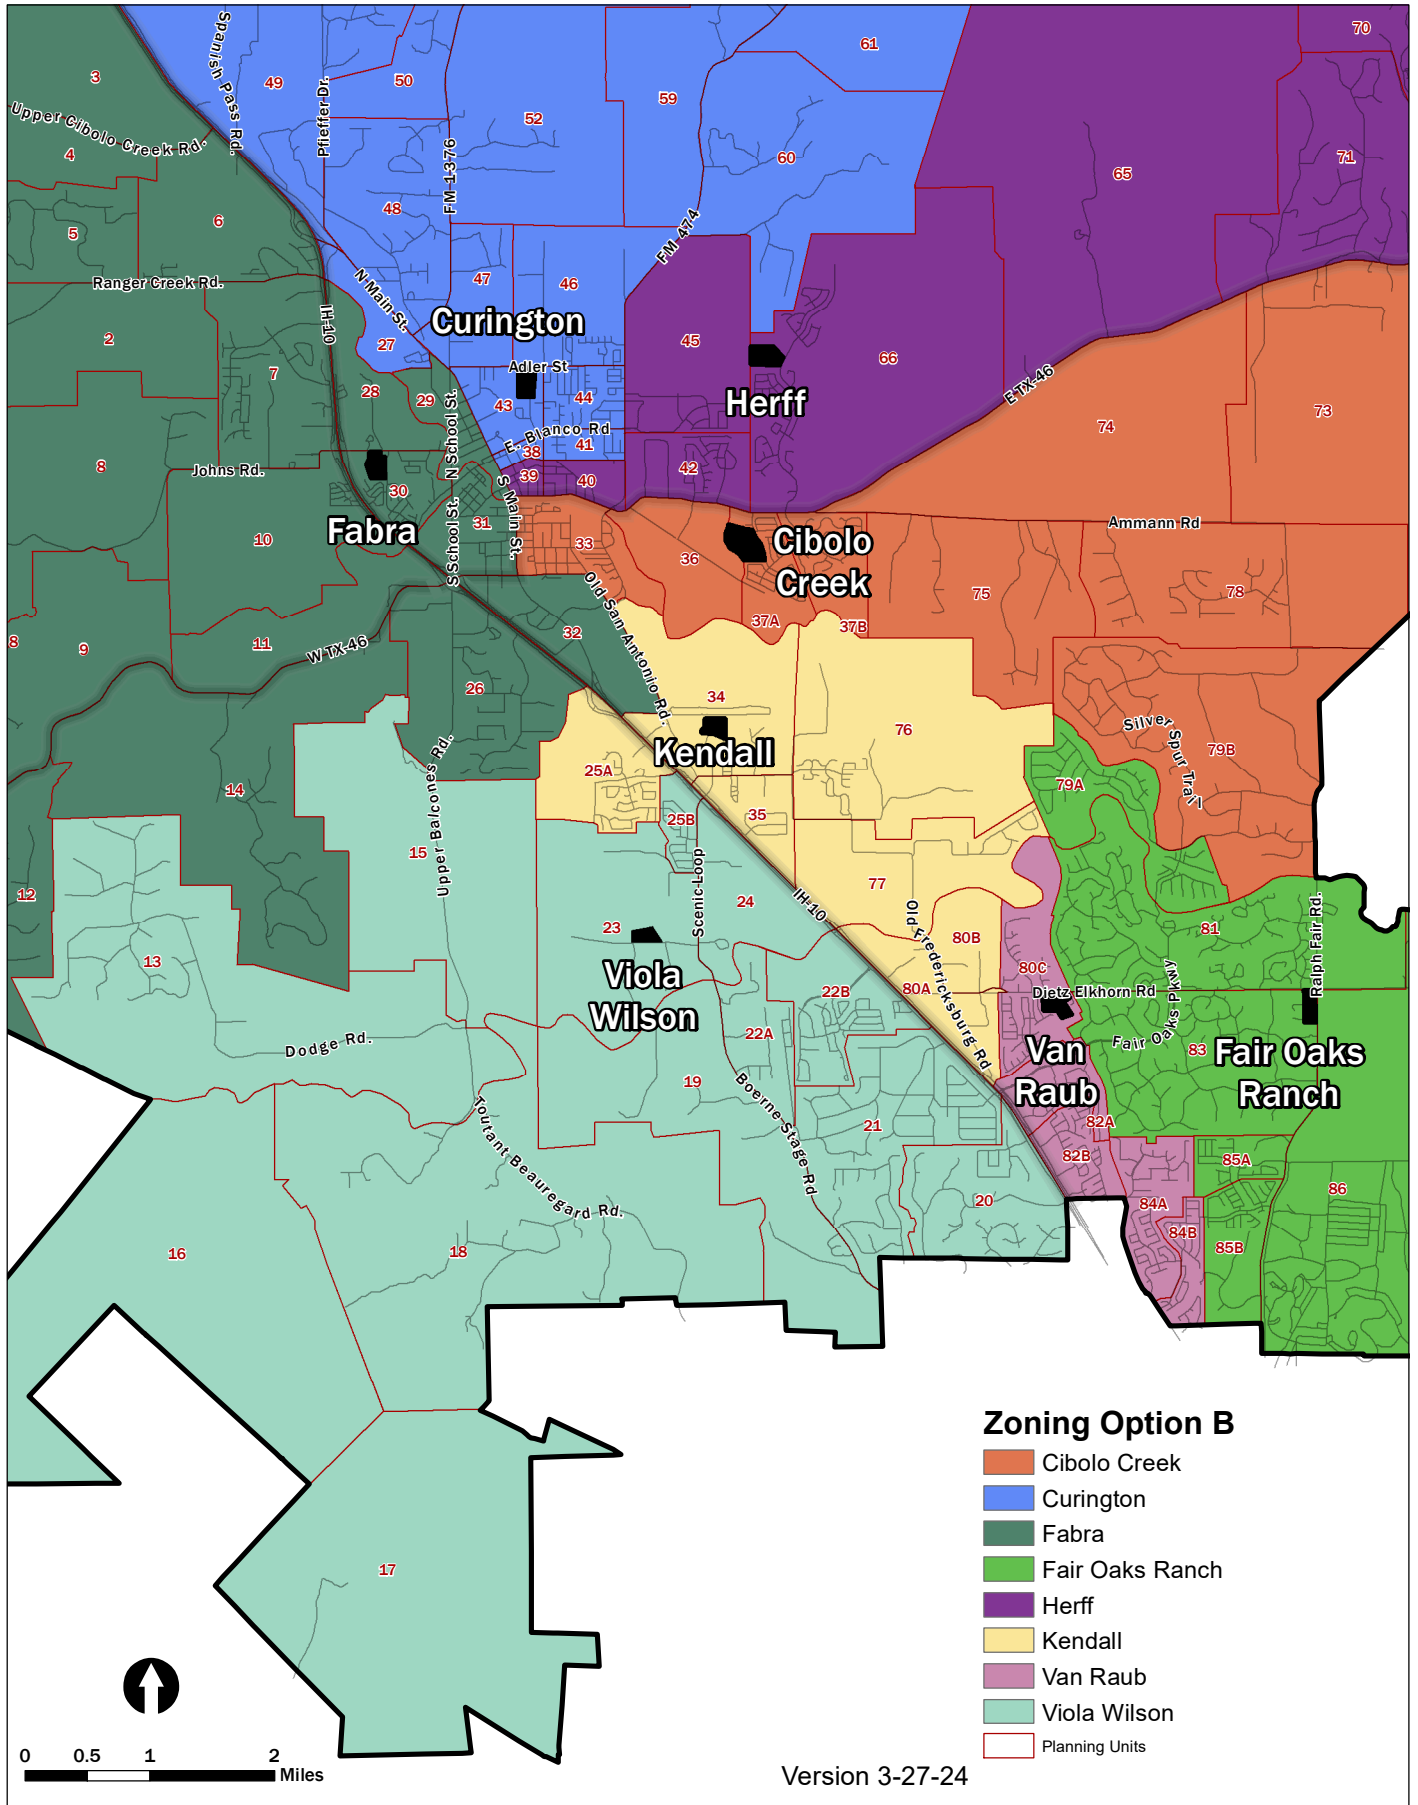 Spanish Pass Rd.
49
Pfieffer Dr.
50
61
70
3
59
52
Upper Cibolo Creek Rd.
4
FM 1376
60
65
71
48
6
5
FM 474
Ranger Creek Rd.
N Main St.
47
46
IH-10
Curington
2
27
45
66
7
Adler St
E TX-46
28
29
43
44
Herff
74
73
N School St.
E. Blanco Rd
38
41
8
Johns Rd.
39
40
42
30
S Main St.
Fabra
S School St.
31
33
36
Cibolo
Creek
Ammann Rd
10
75
78
Old San Antonio Rd.
37A
37B
8
9
11
W TX-46
32
26
34
76
Silver Spur Trail
79B
Kendall
14
25A
79A
Upper Balcones Rd.
25B
35
15
12
Scenic Loop
24
IH-10
77
Old Fredericksburg Rd
23
80B
81
Ralph Fair Rd.
13
Viola
Wilson
22B
80A
80C
Dietz Elkhorn Rd
Fair Oaks Pkwy
Dodge Rd.
22A
83
Van
Raub
Fair Oaks
Ranch
19
Boerne Stage Rd
21
82A
82B
Toutant Beauregard Rd.
85A
86
20
84A
84B
85B
16
18
17
Zoning Option B
Cibolo Creek
Curington
Fabra
Fair Oaks Ranch
Herff
Kendall
Van Raub
Viola Wilson
Planning Units
0 0.5 1 2
Miles
Version 3-27-24